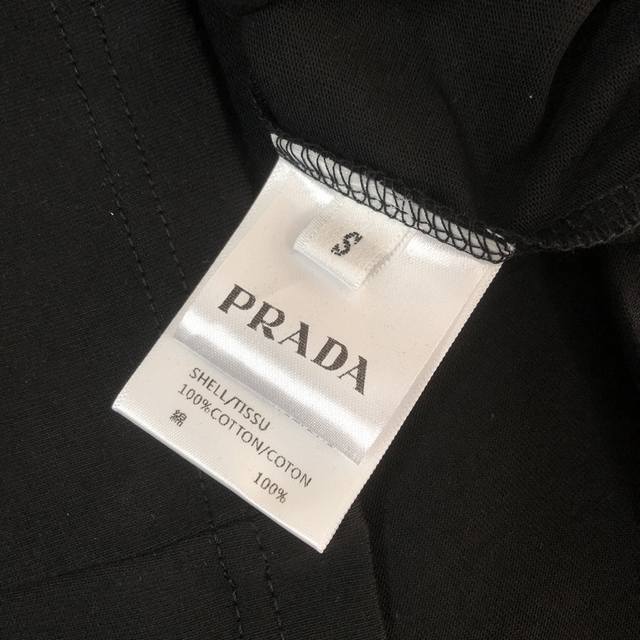 S
PRADA
SHELL/TISSU
100%COTTON/COTON
綿
100%